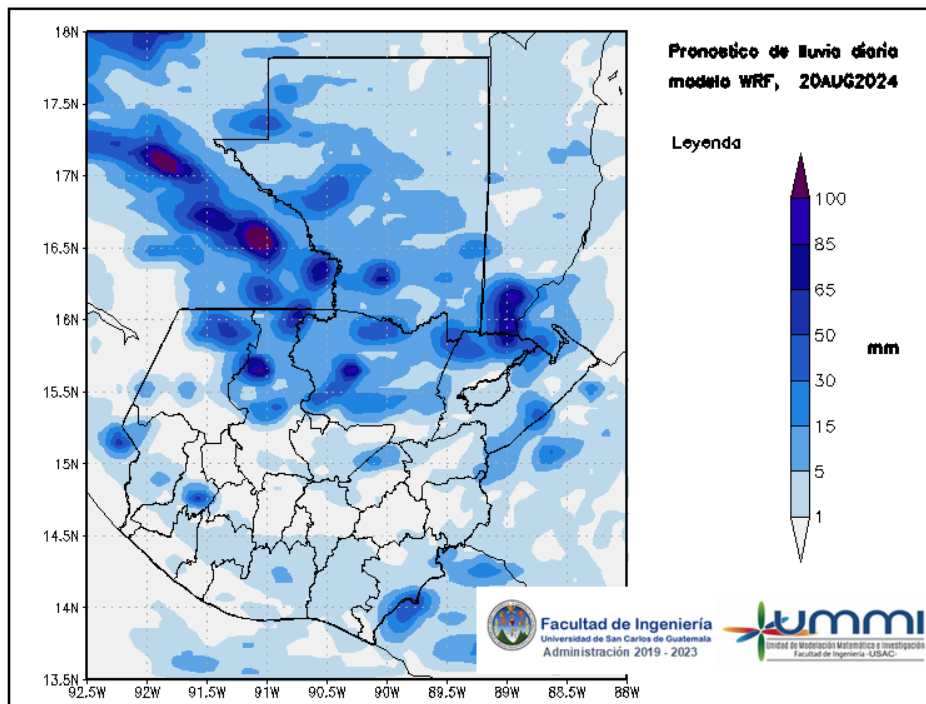 Pronostico de lluvia diaria
modelo WRF, 20AUG2024
Leyenda
100
85
65
50
30
15
5
1
mm
18N
17.5N
17N
16.5N
16N
15.5N
15N
14.5N
14N
13.5N
92.5W 92W 91.5W 91W 90.5W 90W 89.5W 89W 88.5W 88W
Facultad de Ingeniería
Universidad de San Carlos de Guatemala
Administración 2019 - 2023
UMMI
Unidad de Modelación Matemática e Investigación
Facultad de Ingeniería -USAC-